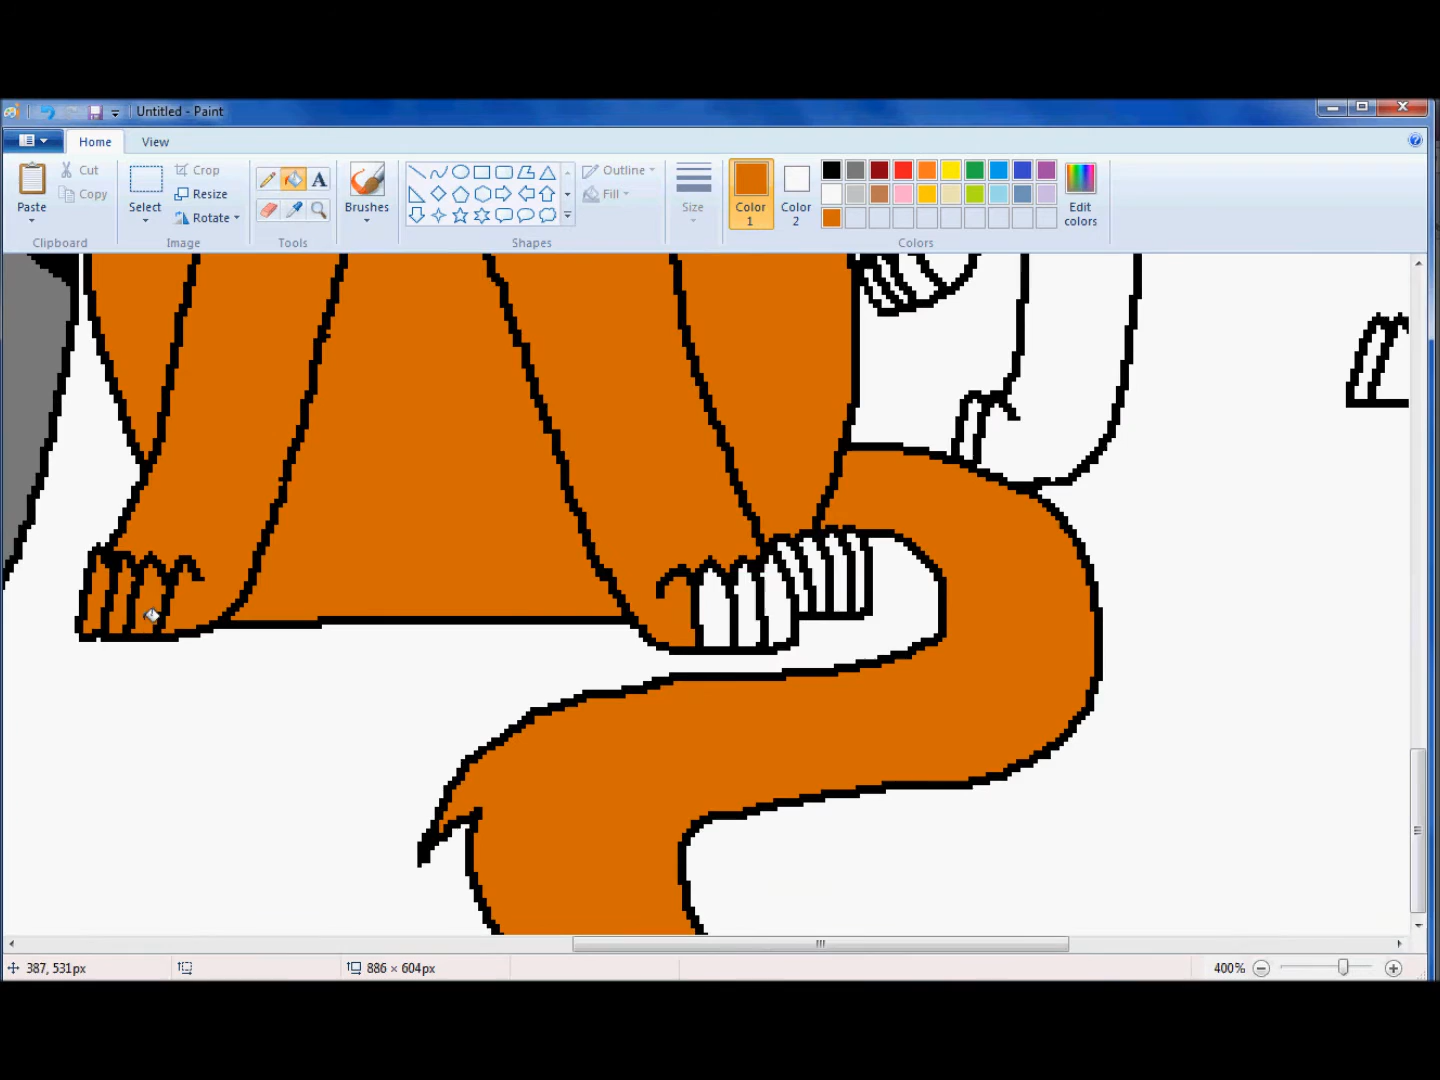 Untitled - Paint
Home View
Paste Cut Copy Clipboard
Select Crop Resize Rotate Image
A
Tools
Brushes
Shapes
Outline Fill
Size
Color 1
Color 2
Edit colors
Colors
387, 531px
886 × 604px
400%